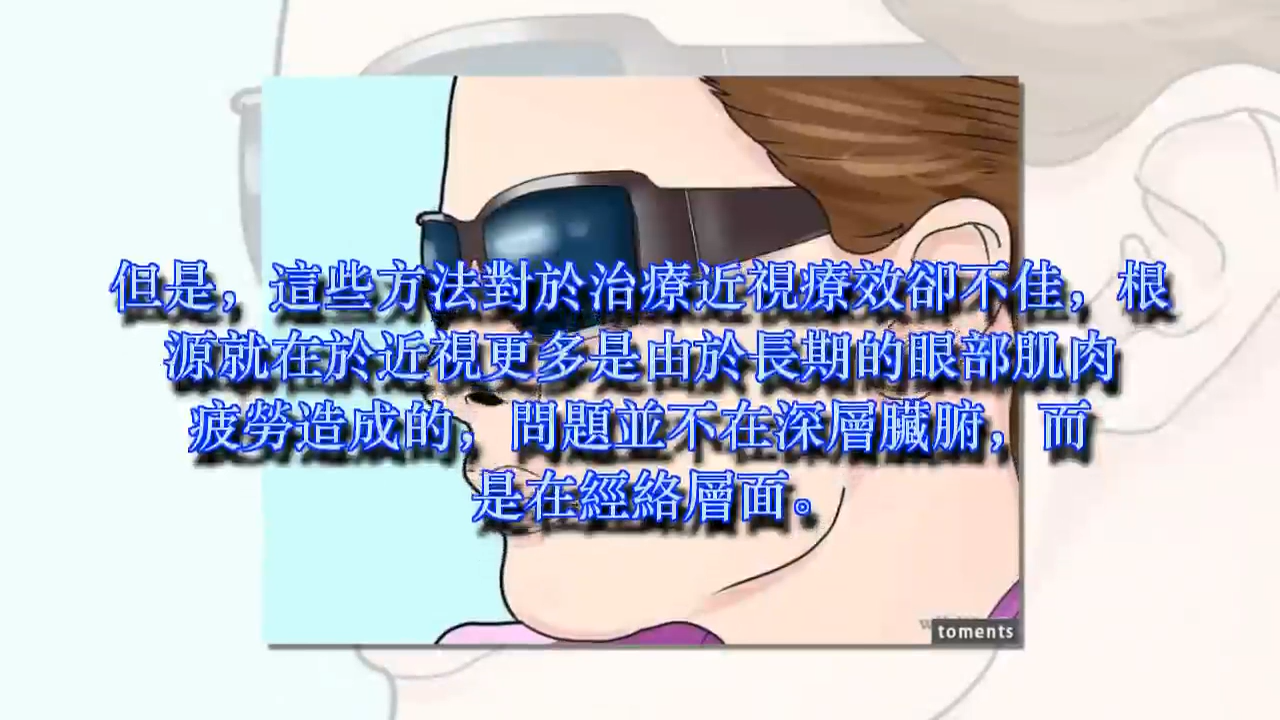 但是，這些方法對於治療近視療效卻不佳，根
源就在於近視更多是由於長期的眼部肌肉
疲勞造成的，問題並不在深層臟腑，而
是在經絡層面。
toments